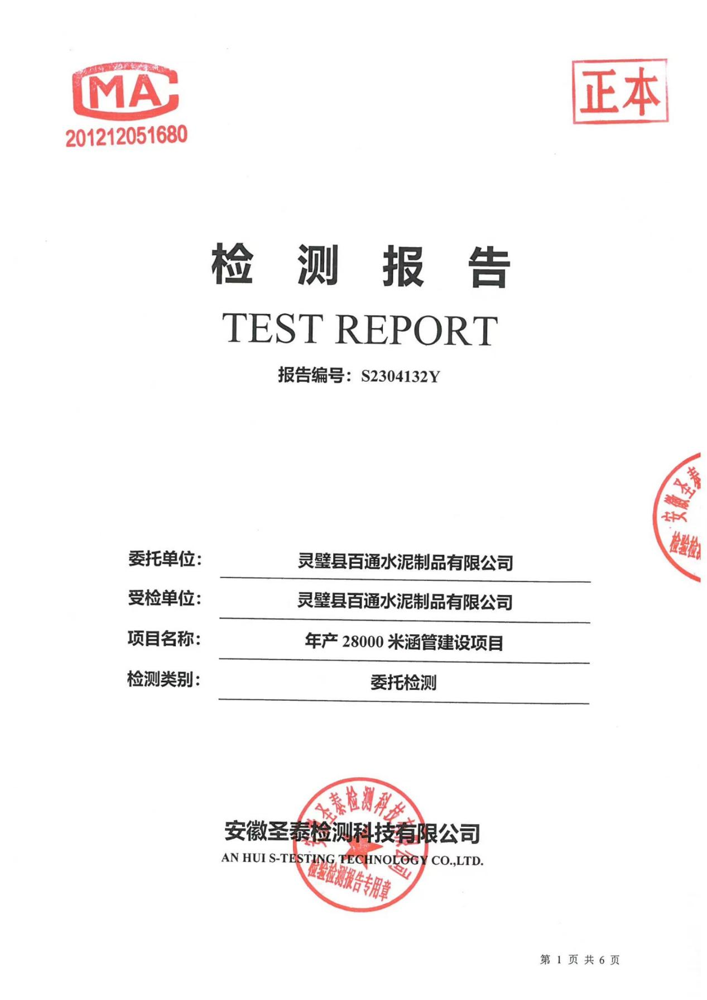 MA
201212051680
正本
检测报告
TEST REPORT
报告编号：S2304132Y
安徽圣泰
检验检
委托单位：灵璧县百通水泥制品有限公司
受检单位：灵璧县百通水泥制品有限公司
项目名称：年产 28000 米涵管建设项目
检测类别：委托检测
安徽圣泰检测科技有限公司
安徽圣泰检测科技有限公司
AN HUI S-TESTING TECHNOLOGY CO.,LTD.
检验检测报告专用章
第 1 页 共 6 页